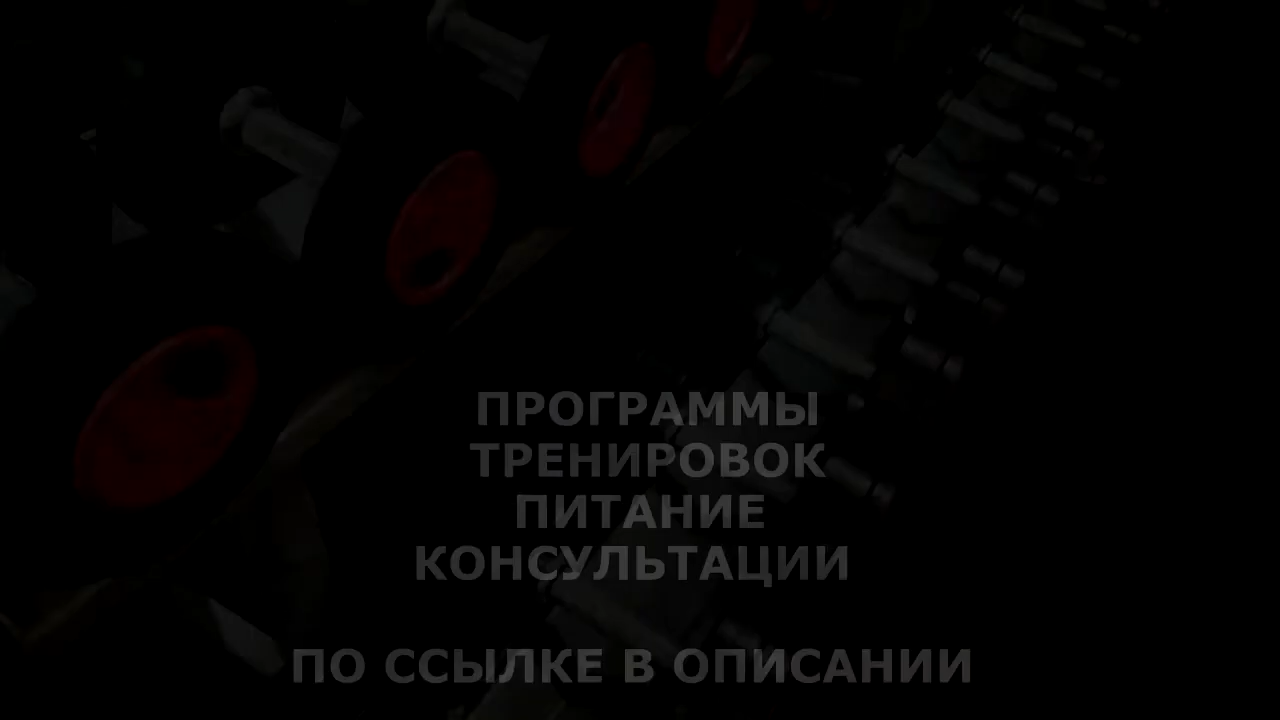 ПРОГРАММЫ
ТРЕНИРОВОК
ПИТАНИЕ
КОНСУЛЬТАЦИИ
ПО ССЫЛКЕ В ОПИСАНИИ